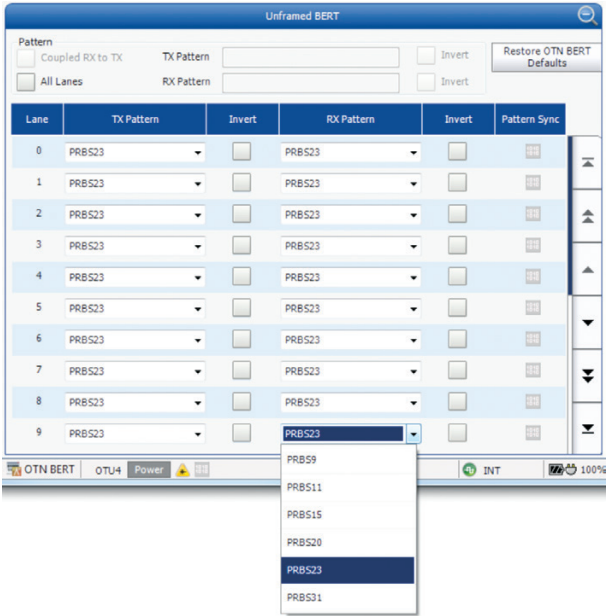 Unframed BERT
Pattern
Coupled RX to TX TX Pattern Invert Restore OTN BERT
Defaults
All Lanes RX Pattern Invert
Lane TX Pattern Invert RX Pattern Invert Pattern Sync
0 PRBS23 PRBS23
1 PRBS23 PRBS23
2 PRBS23 PRBS23
3 PRBS23 PRBS23
4 PRBS23 PRBS23
5 PRBS23 PRBS23
6 PRBS23 PRBS23
7 PRBS23 PRBS23
8 PRBS23 PRBS23
9 PRBS23 PRBS23
OTN BERT OTU4 Power INT 100%
PRBS9
PRBS11
PRBS15
PRBS20
PRBS23
PRBS31